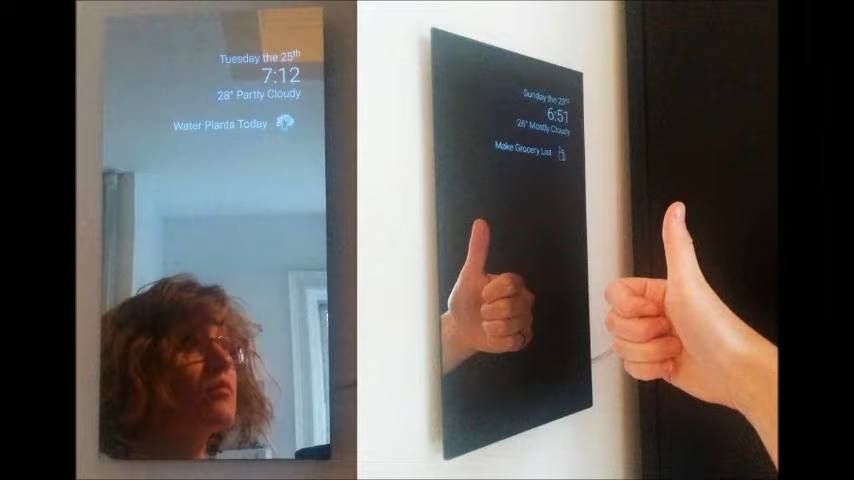 Tuesday the 25th
7:12
28° Partly Cloudy
Water Plants Today
Sunday the 23rd
6:51
26° Mostly Cloudy
Make Grocery List